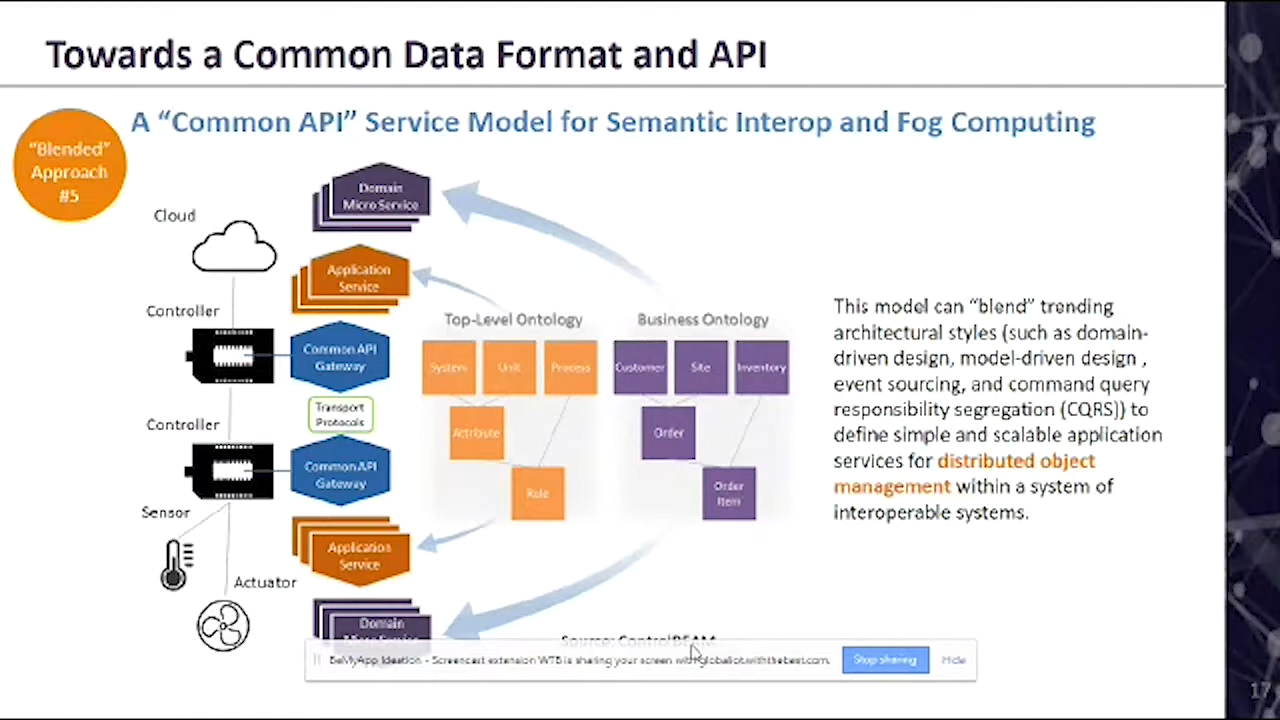 Towards a Common Data Format and API
A “Common API” Service Model for Semantic Interop and Fog Computing
“Blended”
Approach
#5
Cloud
Domain
Micro Service
Application
Service
Controller
Common API
Gateway
Transport
Protocols
Controller
Common API
Gateway
Sensor
Actuator
Application
Service
Domain
Micro Service
Top-Level Ontology
System
Unit
Process
Attribute
Rule
Business Ontology
Customer
Site
Inventory
Order
Order
Item
This model can “blend” trending
architectural styles (such as domain-
driven design, model-driven design ,
event sourcing, and command query
responsibility segregation (CQRS)) to
define simple and scalable application
services for distributed object
management within a system of
interoperable systems.
Source: ControlBEAM
BeMyApp Ideation - Screencast extension WTB is sharing your screen with globaliot.withthebest.com.
Stop sharing
Hide
17